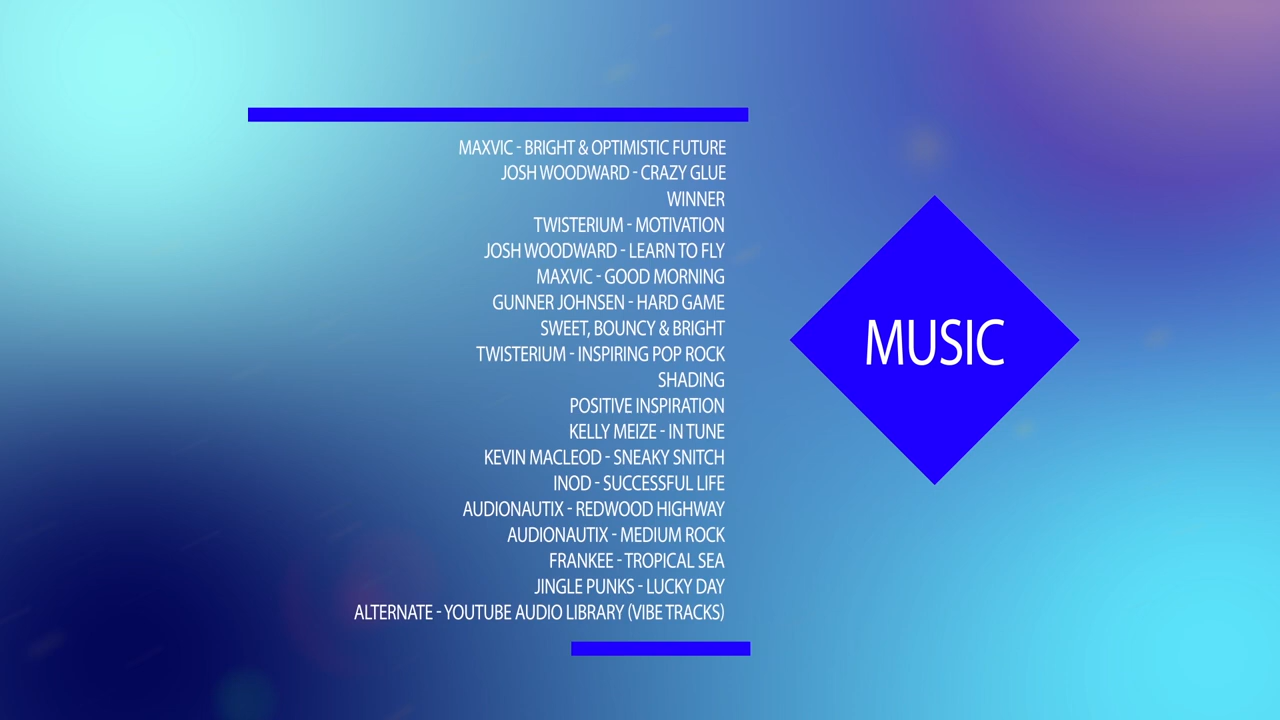 MAXVIC - BRIGHT & OPTIMISTIC FUTURE
JOSH WOODWARD - CRAZY GLUE
WINNER
TWISTERIUM - MOTIVATION
JOSH WOODWARD - LEARN TO FLY
MAXVIC - GOOD MORNING
GUNNER JOHNSEN - HARD GAME
SWEET, BOUNCY & BRIGHT
TWISTERIUM - INSPIRING POP ROCK
SHADING
POSITIVE INSPIRATION
KELLY MEIZE - IN TUNE
KEVIN MACLEOD - SNEAKY SNITCH
INOD - SUCCESSFUL LIFE
AUDIONAUTIX - REDWOOD HIGHWAY
AUDIONAUTIX - MEDIUM ROCK
FRANKEE - TROPICAL SEA
JINGLE PUNKS - LUCKY DAY
ALTERNATE - YOUTUBE AUDIO LIBRARY (VIBE TRACKS)
MUSIC